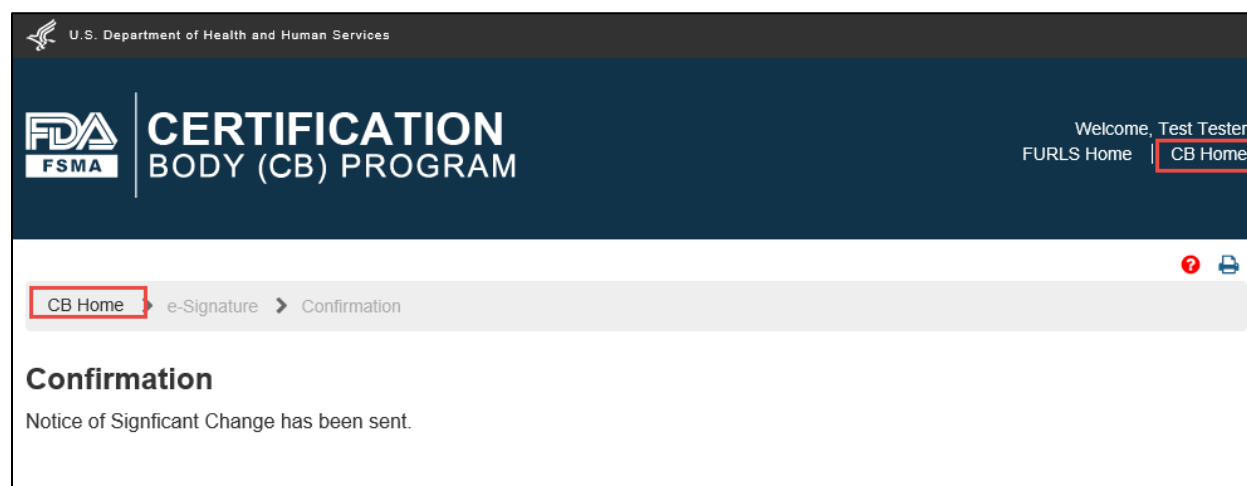 U.S. Department of Health and Human Services
FDA
FSMA
CERTIFICATION
BODY (CB) PROGRAM
Welcome, Test Tester
FURLS Home | CB Home
?
CB Home > e-Signature > Confirmation
Confirmation
Notice of Signficant Change has been sent.